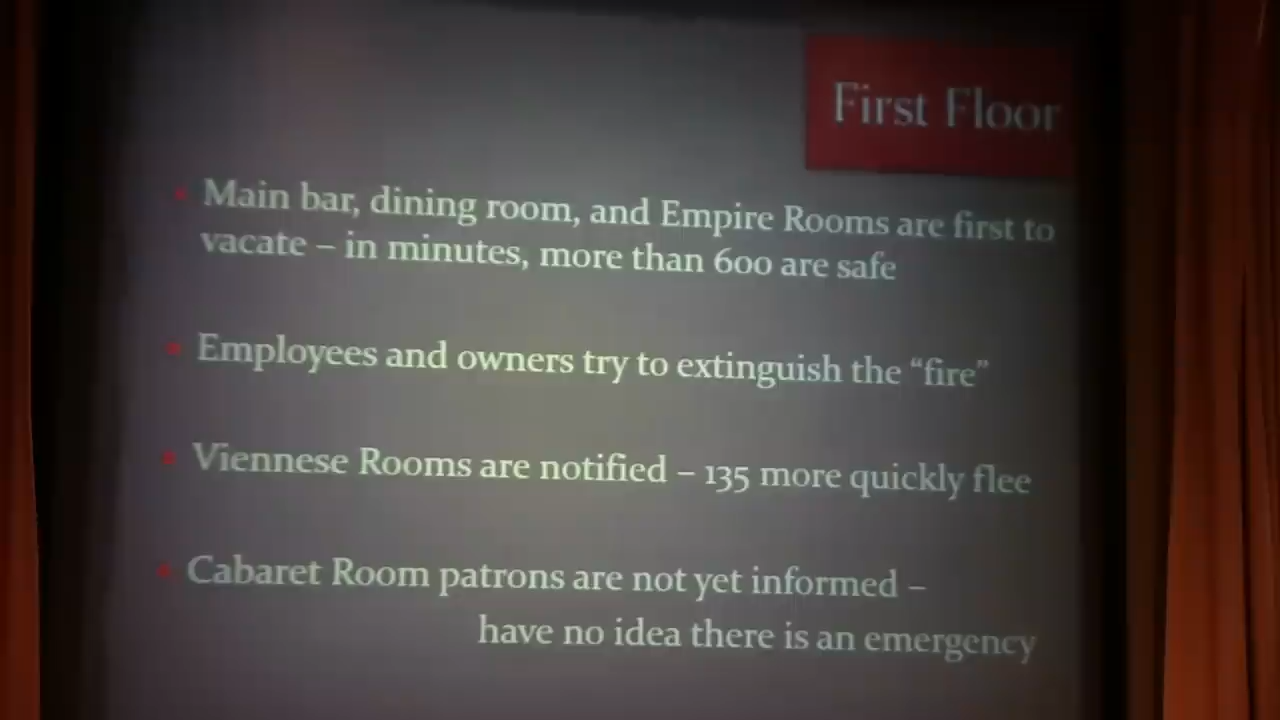 First Floor
Main bar, dining room, and Empire Rooms are first to
vacate – in minutes, more than 600 are safe
Employees and owners try to extinguish the “fire”
Viennese Rooms are notified – 135 more quickly flee
Cabaret Room patrons are not yet informed –
have no idea there is an emergency